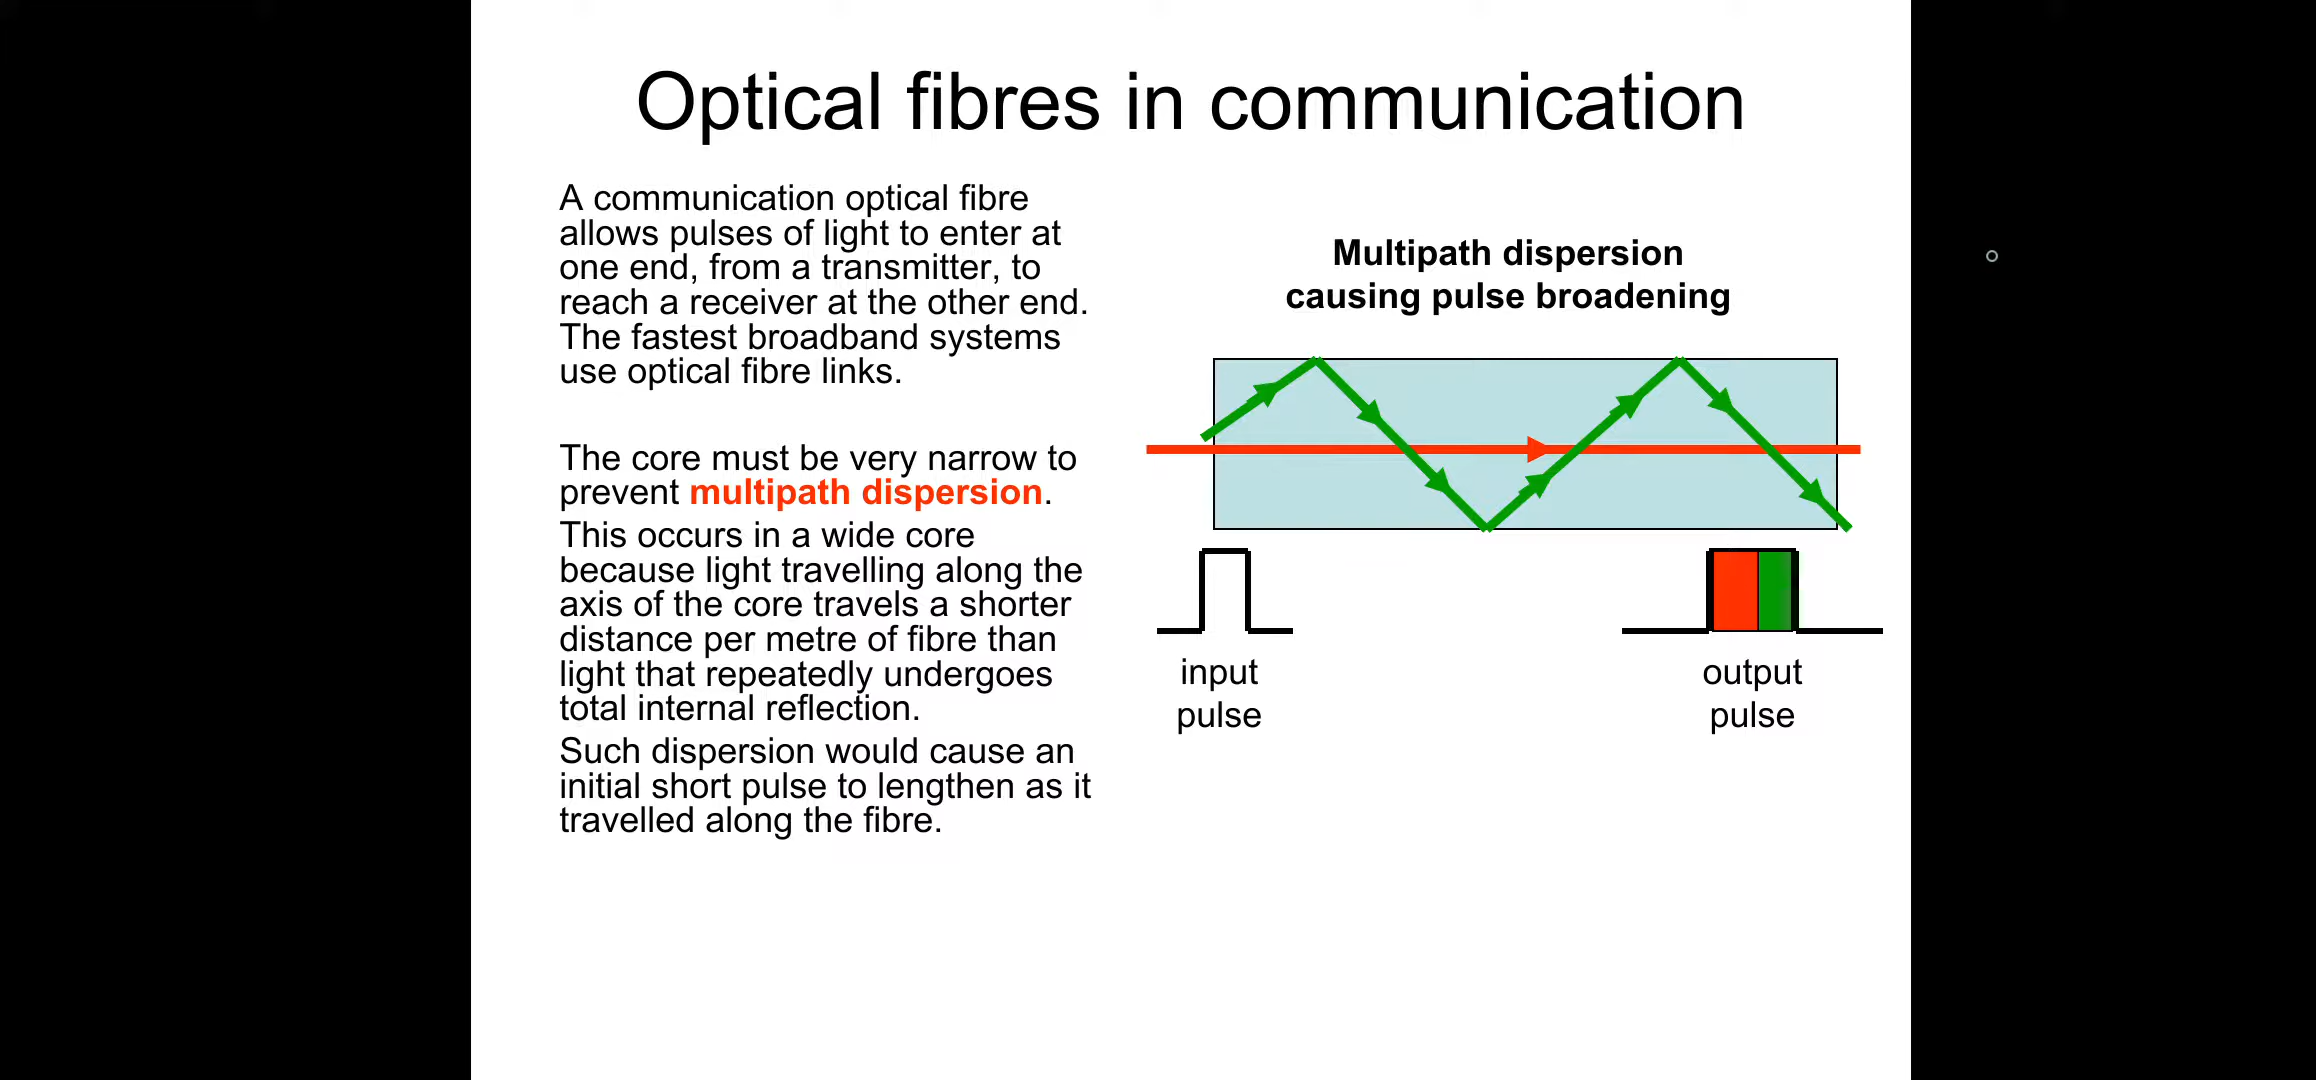 Optical fibres in communication
A communication optical fibre
allows pulses of light to enter at
one end, from a transmitter, to
reach a receiver at the other end.
The fastest broadband systems
use optical fibre links.
The core must be very narrow to
prevent multipath dispersion.
This occurs in a wide core
because light travelling along the
axis of the core travels a shorter
distance per metre of fibre than
light that repeatedly undergoes
total internal reflection.
Such dispersion would cause an
initial short pulse to lengthen as it
travelled along the fibre.
Multipath dispersion
causing pulse broadening
input
pulse
output
pulse